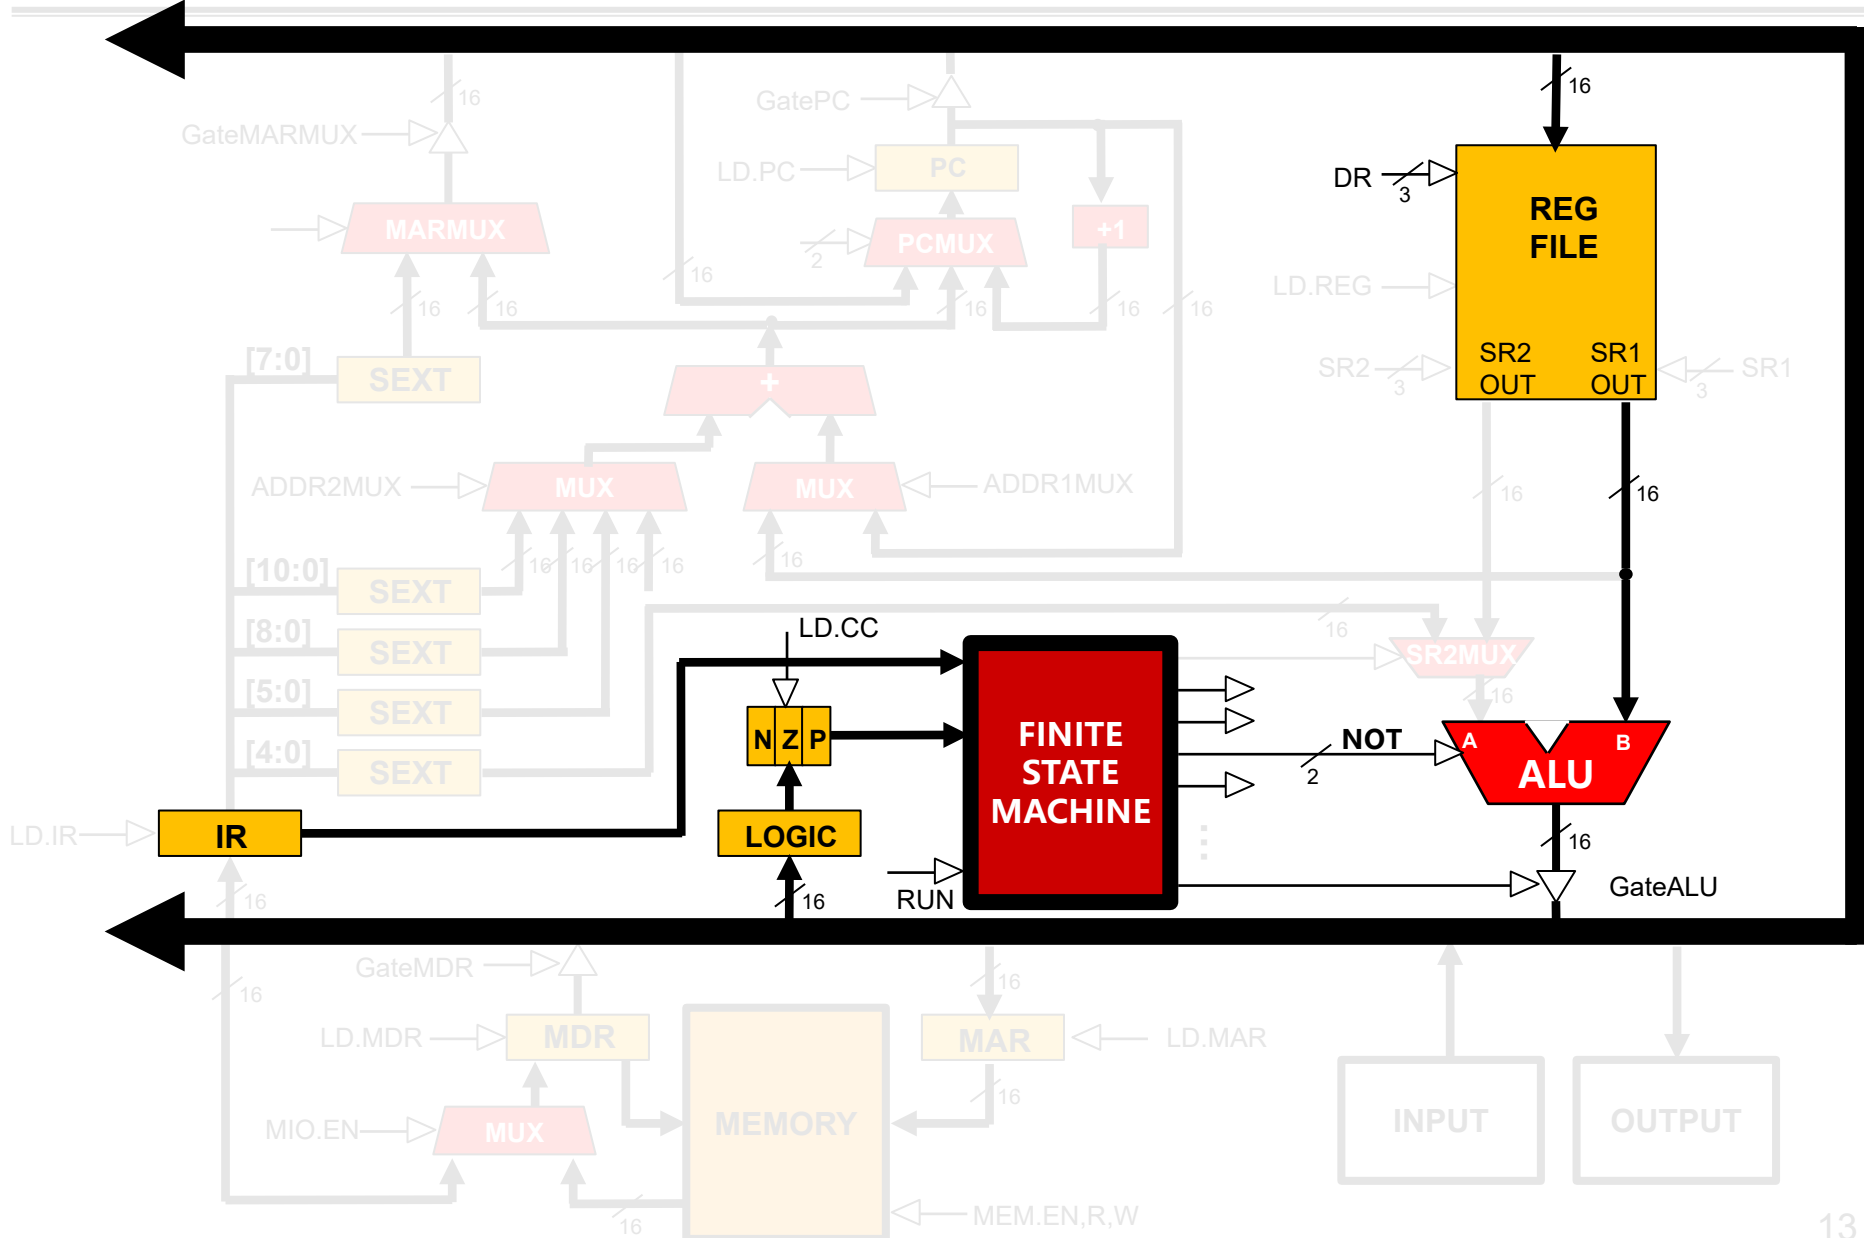 16
16
GatePC
16
GateMARMUX
LD.PC
PC
DR
3
REG
FILE
MARMUX
2
PCMUX
+1
16
LD.REG
16
16
16
16
16
[7:0]
SEXT
+
SR2
3
SR2
OUT
SR1
OUT
3
SR1
ADDR2MUX
MUX
MUX
ADDR1MUX
16
16
16
16
16
16
16
[10:0]
SEXT
[8:0]
SEXT
LD.CC
16
SR2MUX
16
[5:0]
SEXT
N Z P
FINITE
STATE
MACHINE
NOT
2
A
B
ALU
[4:0]
SEXT
LD.IR
IR
LOGIC
16
⋮
16
16
RUN
GateALU
GateMDR
16
16
LD.MDR
MDR
MAR
LD.MAR
16
MIO.EN
MUX
MEMORY
INPUT
OUTPUT
16
MEM.EN,R,W
13